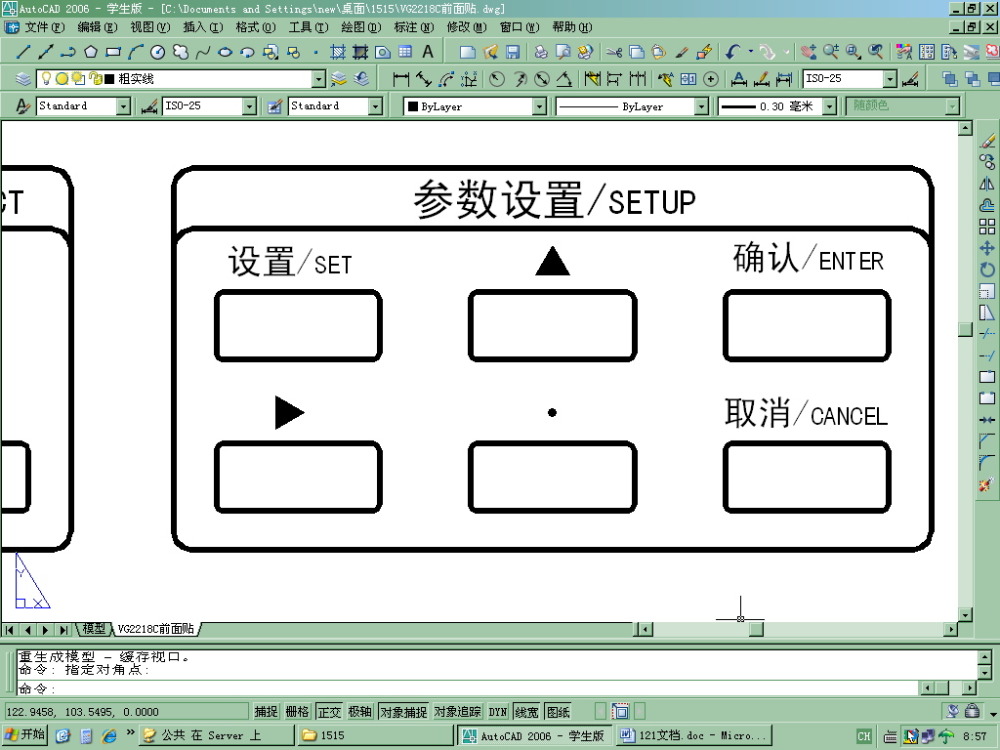 AutoCAD 2006 - 学生版 - [C:\Documents and Settings\new\桌面\1515\VG2218C前面贴.dwg]
文件(F) 编辑(E) 视图(V) 插入(I) 格式(O) 工具(T) 绘图(D) 标注(N) 修改(M) 窗口(W) 帮助(H)
A
粗实线 ISO-25
Standard ISO-25 Standard ByLayer ByLayer 0.30 毫米 随颜色
CT
参数设置/SETUP
设置/SET
确认/ENTER
取消/CANCEL
Y
X
模型 VG2218C前面贴
重生成模型 - 缓存视口。
命令: 指定对角点:
命令:
122.9458, 103.5495, 0.0000 捕捉 栅格 正交 极轴 对象捕捉 对象追踪 DYN 线宽 图纸
开始 » 公共 在 Server 上 1515 AutoCAD 2006 - 学生版 121文档.doc - Micro... CH 8:57